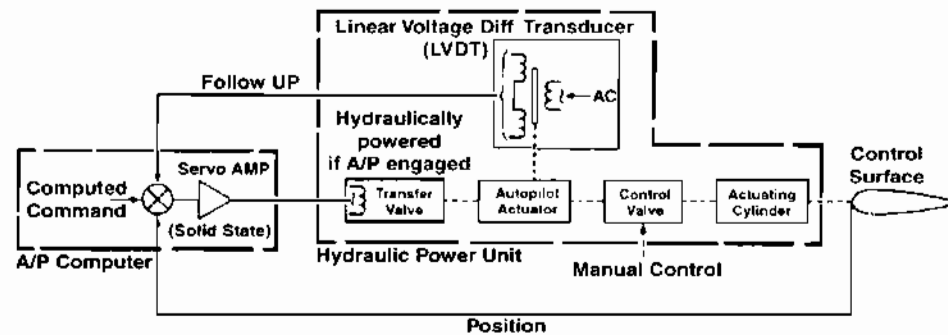 Linear Voltage Diff Transducer
(LVDT)
Follow UP
AC
Hydraulically
powered
if A/P engaged
Control
Surface
Servo AMP
Computed
Command
(Solid State)
Transfer
Valve
Autopilot
Actuator
Control
Valve
Actuating
Cylinder
A/P Computer
Hydraulic Power Unit
Manual Control
Position